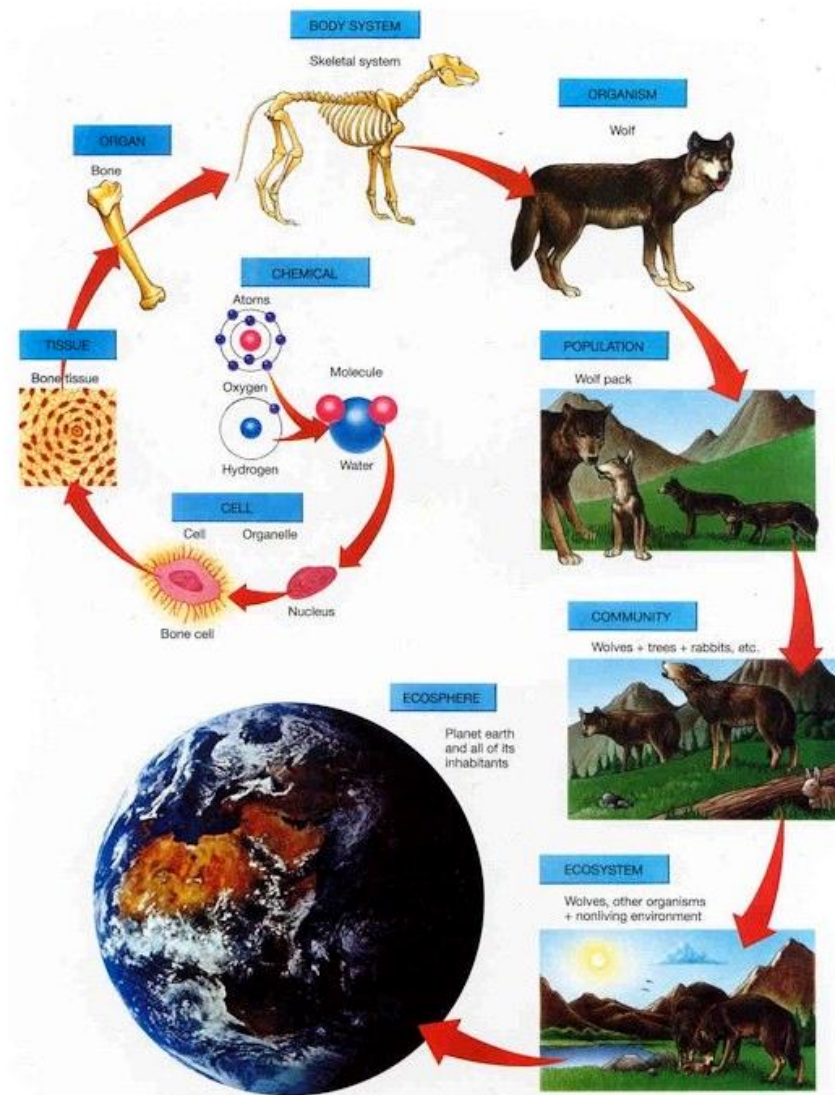 BODY SYSTEM
Skeletal system
ORGANISM
Wolf
ORGAN
Bone
CHEMICAL
Atoms
Oxygen
Hydrogen
Molecule
Water
TISSUE
Bone tissue
CELL
Cell
Organelle
Nucleus
Bone cell
POPULATION
Wolf pack
COMMUNITY
Wolves + trees + rabbits, etc.
ECOSYSTEM
Wolves, other organisms
+ nonliving environment
ECOSPHERE
Planet earth
and all of its
inhabitants